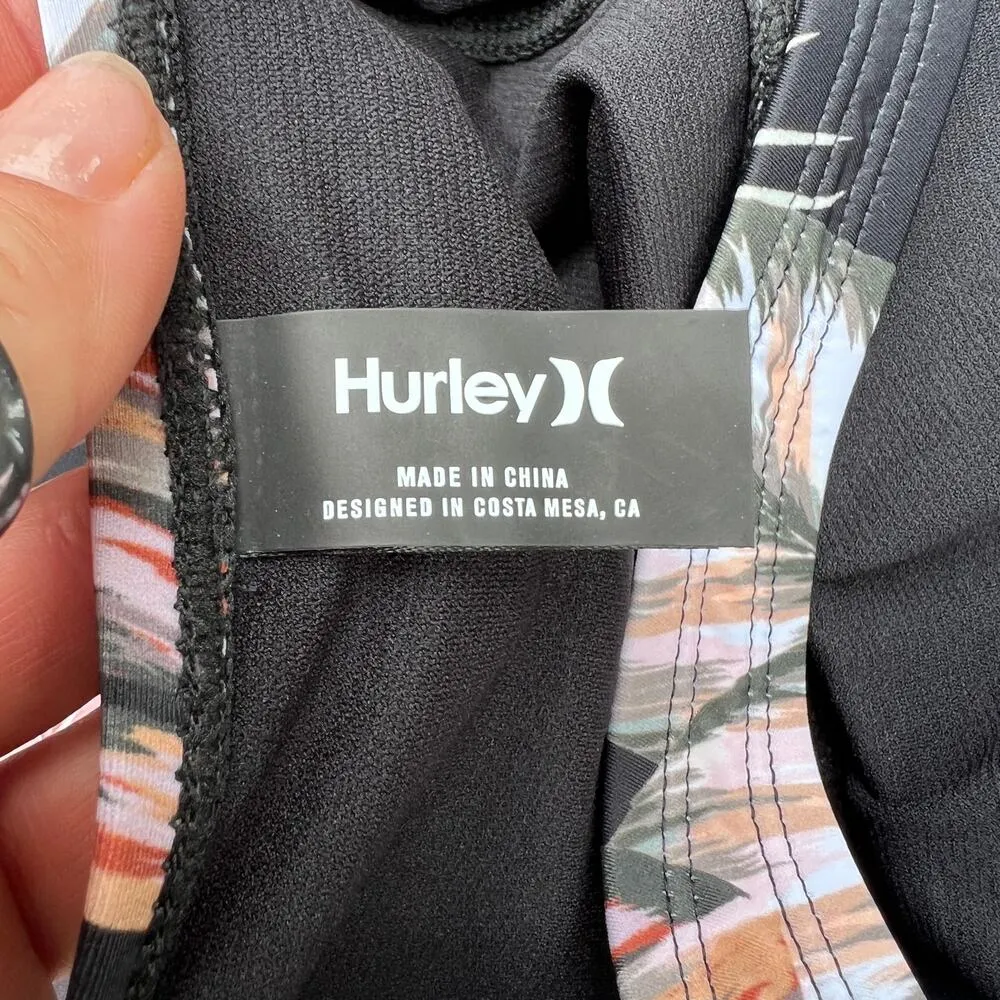 Hurley
MADE IN CHINA
DESIGNED IN COSTA MESA, CA